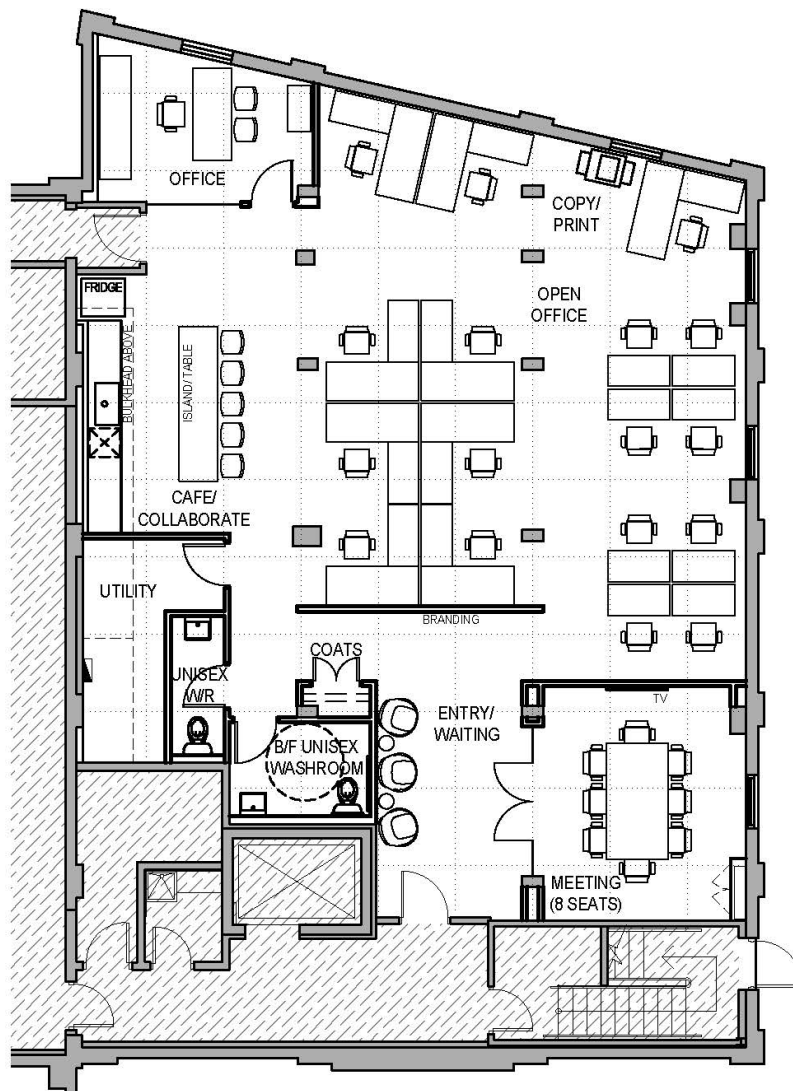 OFFICE
COPY/
PRINT
FRIDGE
OPEN
OFFICE
BULKHEAD ABOVE
ISLAND/TABLE
CAFE/
COLLABORATE
UTILITY
BRANDING
COATS
UNISEX
W/R
TV
ENTRY/
WAITING
B/F UNISEX
WASHROOM
MEETING
(8 SEATS)